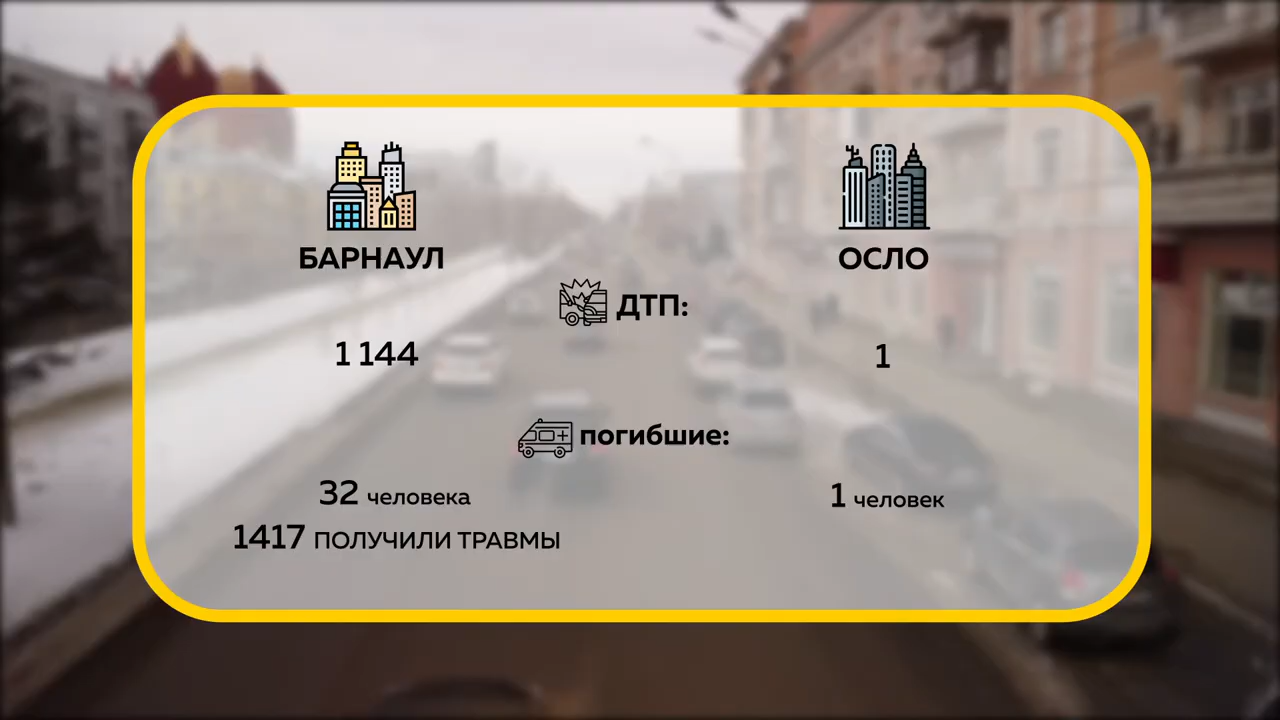 БАРНАУЛ
ОСЛО
ДТП:
1 144
1
погибшие:
32 человека
1 человек
1417 ПОЛУЧИЛИ ТРАВМЫ